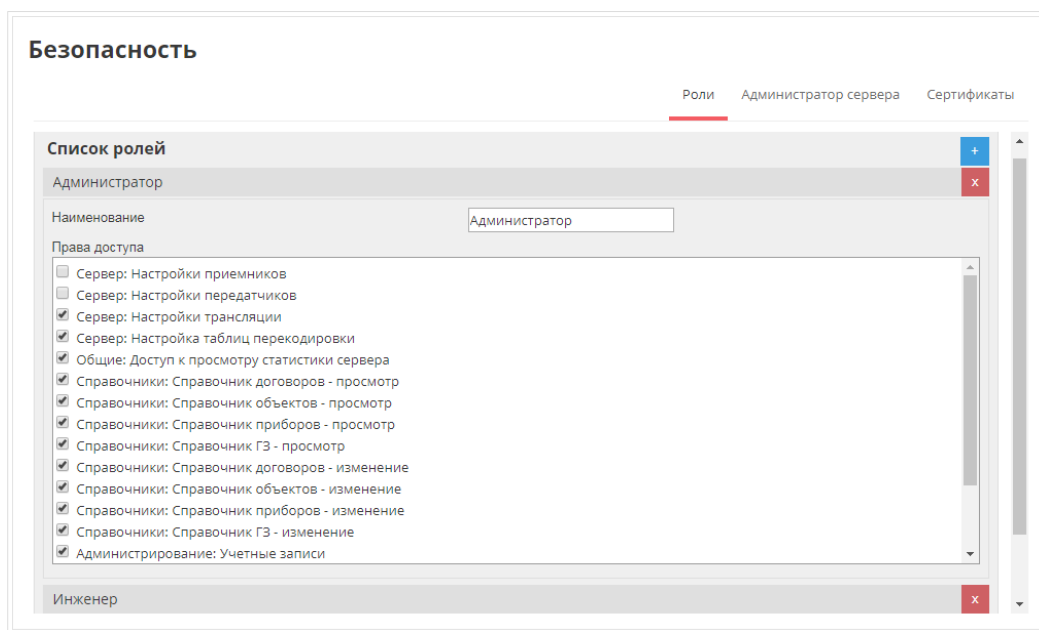 Безопасность
Роли Администратор сервера Сертификаты
Список ролей +
Администратор x
Наименование Администратор
Права доступа
Сервер: Настройки приемников
Сервер: Настройки передатчиков
Сервер: Настройки трансляции
Сервер: Настройка таблиц перекодировки
Общие: Доступ к просмотру статистики сервера
Справочники: Справочник договоров - просмотр
Справочники: Справочник объектов - просмотр
Справочники: Справочник приборов - просмотр
Справочники: Справочник ГЗ - просмотр
Справочники: Справочник договоров - изменение
Справочники: Справочник объектов - изменение
Справочники: Справочник приборов - изменение
Справочники: Справочник ГЗ - изменение
Администрирование: Учетные записи
Инженер x